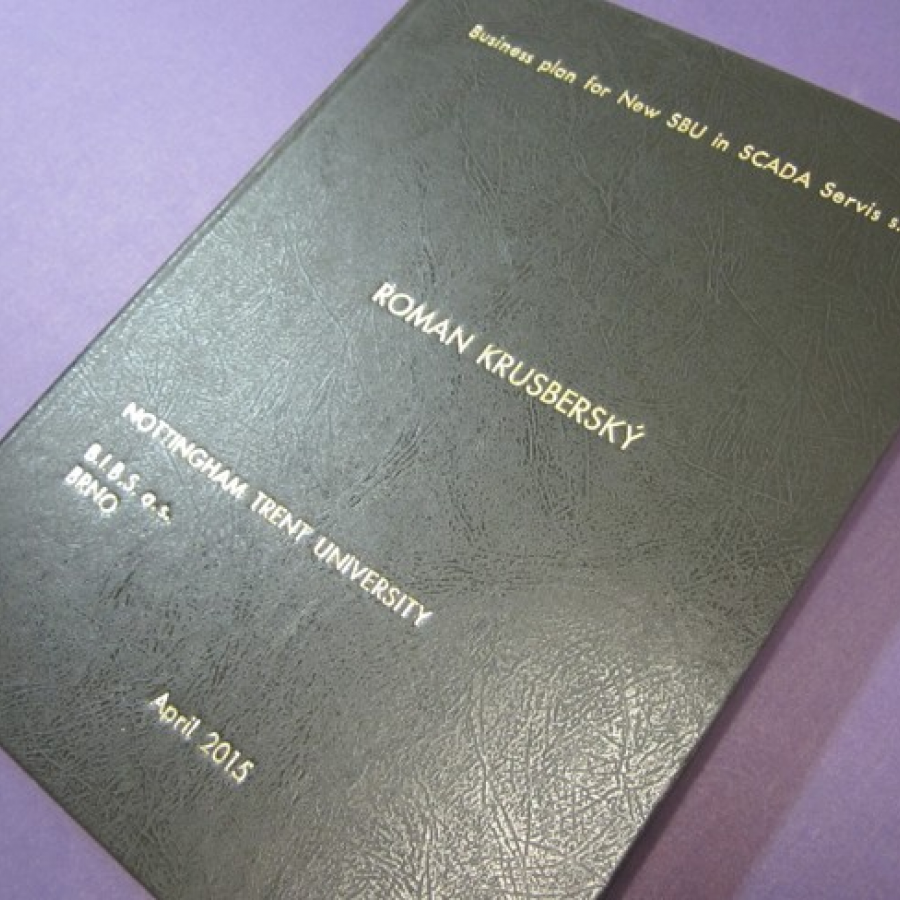 Business plan for New SBU in SCADA Servis s.
ROMAN KRUSBERSKÝ
NOTTINGHAM TRENT UNIVERSITY
B.I.B.S. a.s.
BRNO
April 2015